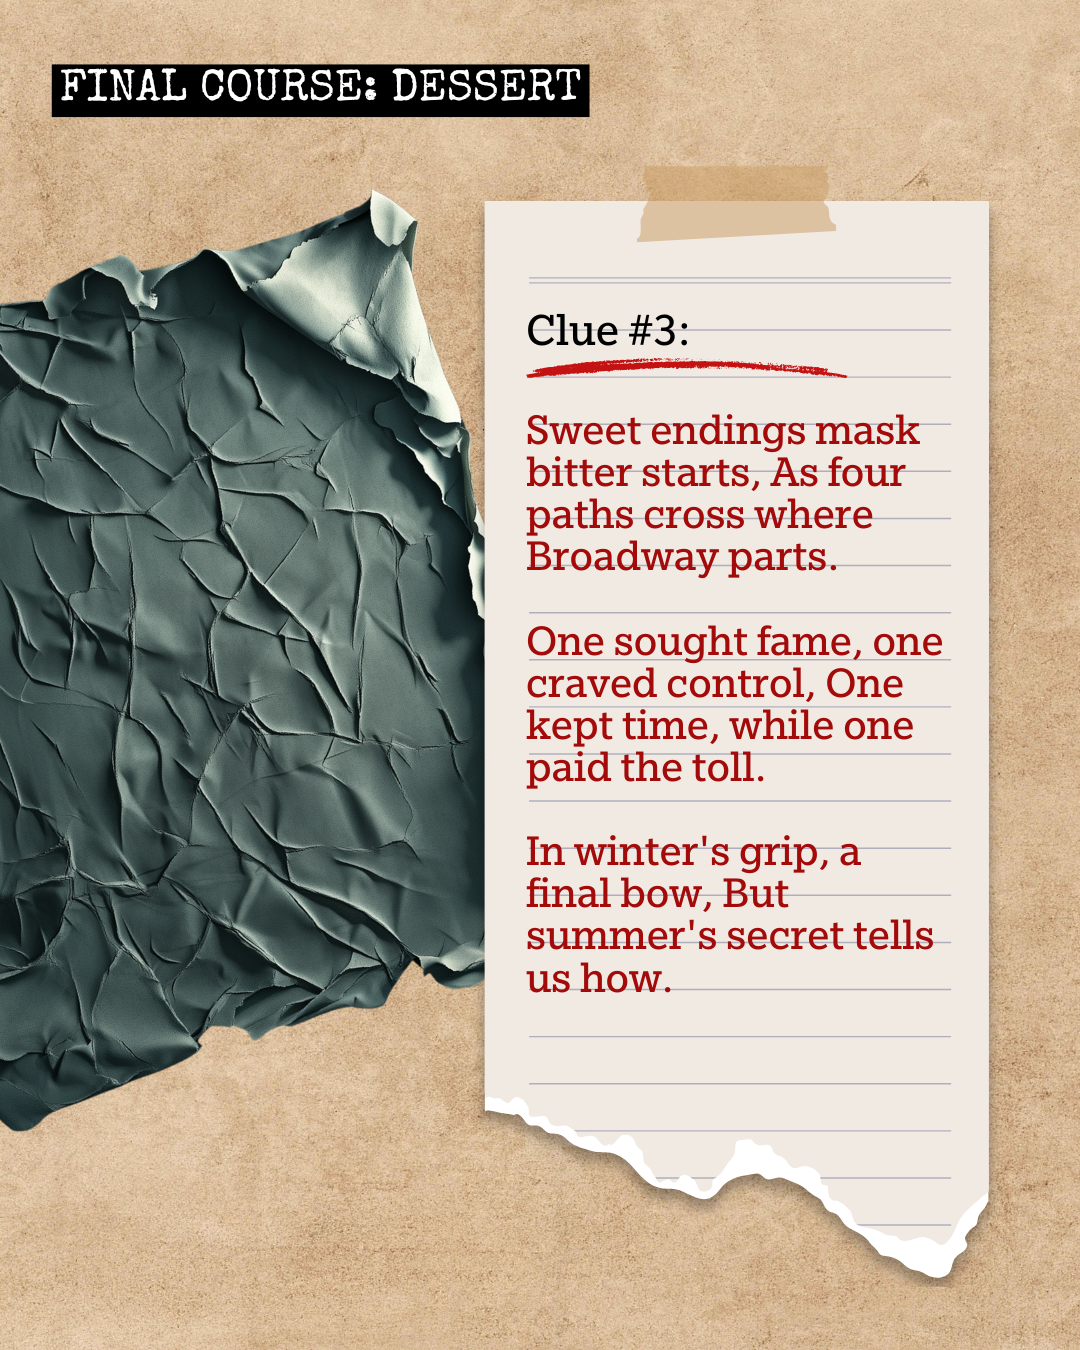 FINAL COURSE: DESSERT
Clue #3:
Sweet endings mask
bitter starts, As four
paths cross where
Broadway parts.
One sought fame, one
craved control, One
kept time, while one
paid the toll.
In winter's grip, a
final bow, But
summer's secret tells
us how.